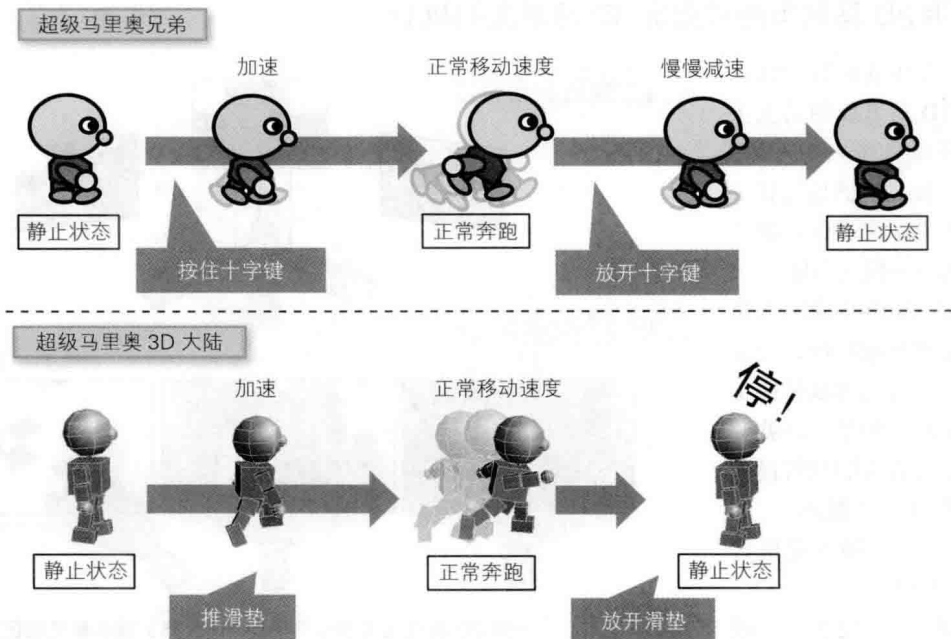 超级马里奥兄弟
加速
正常移动速度
慢慢减速
静止状态
正常奔跑
静止状态
按住十字键
放开十字键
超级马里奥 3D 大陆
加速
正常移动速度
停！
静止状态
正常奔跑
静止状态
推滑垫
放开滑垫